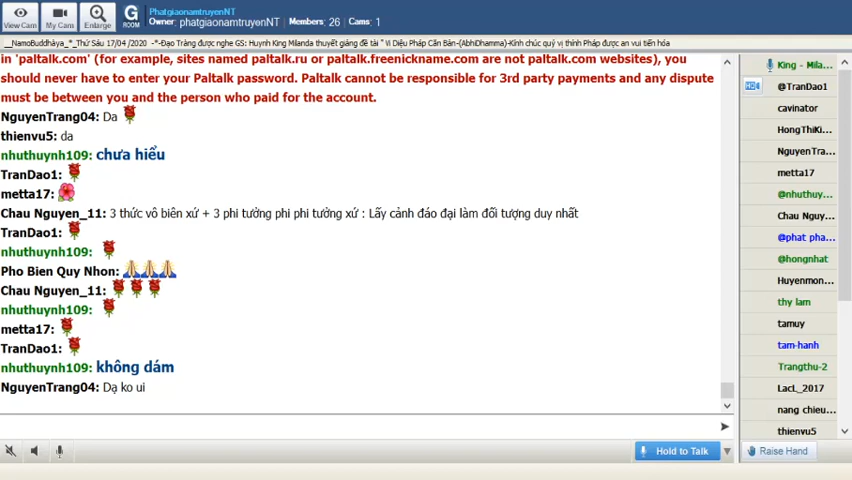 PhatgiaonamtruyenNT
Owner: phatgiaonamtruyenNT | Members: 26 | Cams: 1
View Cam
My Cams
Enlarge
G
ROOM
__NamoBuddhàya_*_Thứ Sáu 17/04 /2020 -*-Đạo Tràng được nghe GS: Huynh King Milanda thuyết giảng đề tài " Vi Diệu Pháp Căn Bản-(AbhiDhamma)-Kính chúc quý vị thính Pháp được an vui tiến hóa
in 'paltalk.com' (for example, sites named paltalk.ru or paltalk.freenickname.com are not paltalk.com websites), you
should never have to enter your Paltalk password. Paltalk cannot be responsible for 3rd party payments and any dispute
must be between you and the person who paid for the account.
NguyenTrang04: Da
thienvu5: da
nhuthuynh109: chưa hiểu
TranDao1:
metta17:
Chau Nguyen_11: 3 thức vô biên xứ + 3 phi tưởng phi phi tưởng xứ : Lấy cảnh đáo đại làm đối tượng duy nhất
TranDao1:
nhuthuynh109:
Pho Bien Quy Nhon:
Chau Nguyen_11:
nhuthuynh109:
metta17:
TranDao1:
nhuthuynh109: không dám
NguyenTrang04: Dạ ko ui
King - Mila...
@TranDao1
cavinator
HongThiKi...
NguyenTra...
metta17
@nhuthuy...
Chau Nguy...
@phat pha...
@hongnhat
Huyenmon...
thy lam
tamuy
tam-hanh
Trangthu-2
LacL_2017
nang chieu...
thienvu5
Hold to Talk
Raise Hand